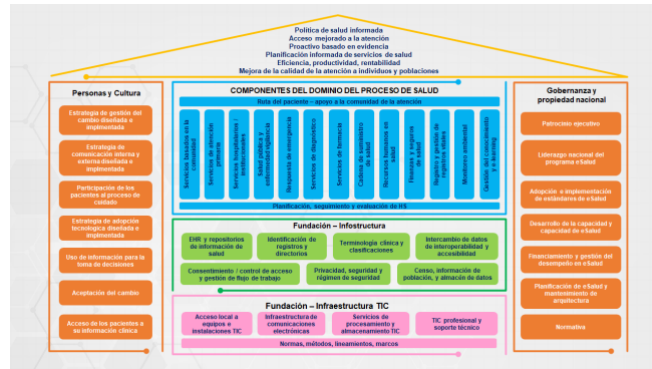 Política de salud informada
Acceso mejorado a la atención
Proactivo basado en evidencia
Planificación informada de servicios de salud
Eficiencia, productividad, rentabilidad
Mejora de la calidad de la atención a individuos y poblaciones
Personas y Cultura
Estrategia de gestión del
cambio diseñada e
implementada
Estrategia de
comunicación interna y
externa diseñada e
implementada
Participación de los
pacientes al proceso de
cuidado
Estrategia de adopción
tecnologica diseñada e
implementada
Uso de información para la
toma de decisiones
Aceptación del cambio
Acceso de los pacientes a
su información clínica
COMPONENTES DEL DOMINIO DEL PROCESO DE SALUD
Ruta del paciente – apoyo a la comunidad de la atención
Servicios basados en la
comunidad
Servicios de atención
primaria
Servicios hospitalarios /
institucionales
Salud pública y
enfermedad vigilancia
Respuesta de emergencia
Servicios de diagnóstico
Servicios de farmacia
Cadena de suministro
de salud
Recursos humanos en
salud
Finanzas y seguros
de salud
Registro y gestión de
registros vitales
Monitoreo ambiental
Gestión del conocimiento
y e-learning
Planificación, seguimiento y evaluación de HS
Fundación – Infostructura
EHR y repositorios
de información de
salud
Identificación de
registros y
directorios
Terminología clínica y
clasificaciones
Intercambio de datos
de interoperabilidad y
accesibilidad
Consentimiento / control de acceso
y gestión de flujo de trabajo
Privacidad, seguridad y
régimen de seguridad
Censo, información de
población, y almacén de datos
Fundación – Infraestructura TIC
Acceso local a
equipos e
instalaciones TIC
Infraestructura de
comunicaciones
electrónicas
Servicios de
procesamiento y
almacenamiento TIC
TIC profesional y
soporte técnico
Normas, métodos, lineamientos, marcos
Gobernanza y
propiedad nacional
Patrocinio ejecutivo
Liderazgo nacional del
programa eSalud
Adopción e implementación
de estándares de eSalud
Desarrollo de la capacidad y
capacidad de eSalud
Financiamiento y gestión del
desempeño en eSalud
Planificación de eSalud y
mantenimiento de
arquitectura
Normativa